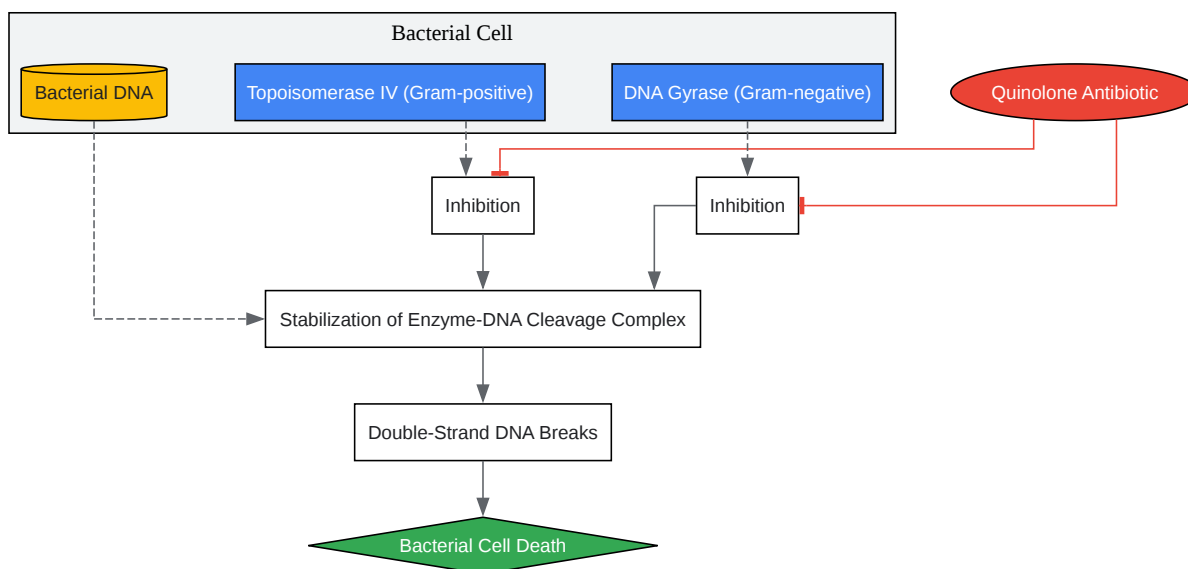 Bacterial Cell
Bacterial DNA
Topoisomerase IV (Gram-positive)
DNA Gyrase (Gram-negative)
Quinolone Antibiotic
Inhibition
Inhibition
Stabilization of Enzyme-DNA Cleavage Complex
Double-Strand DNA Breaks
Bacterial Cell Death